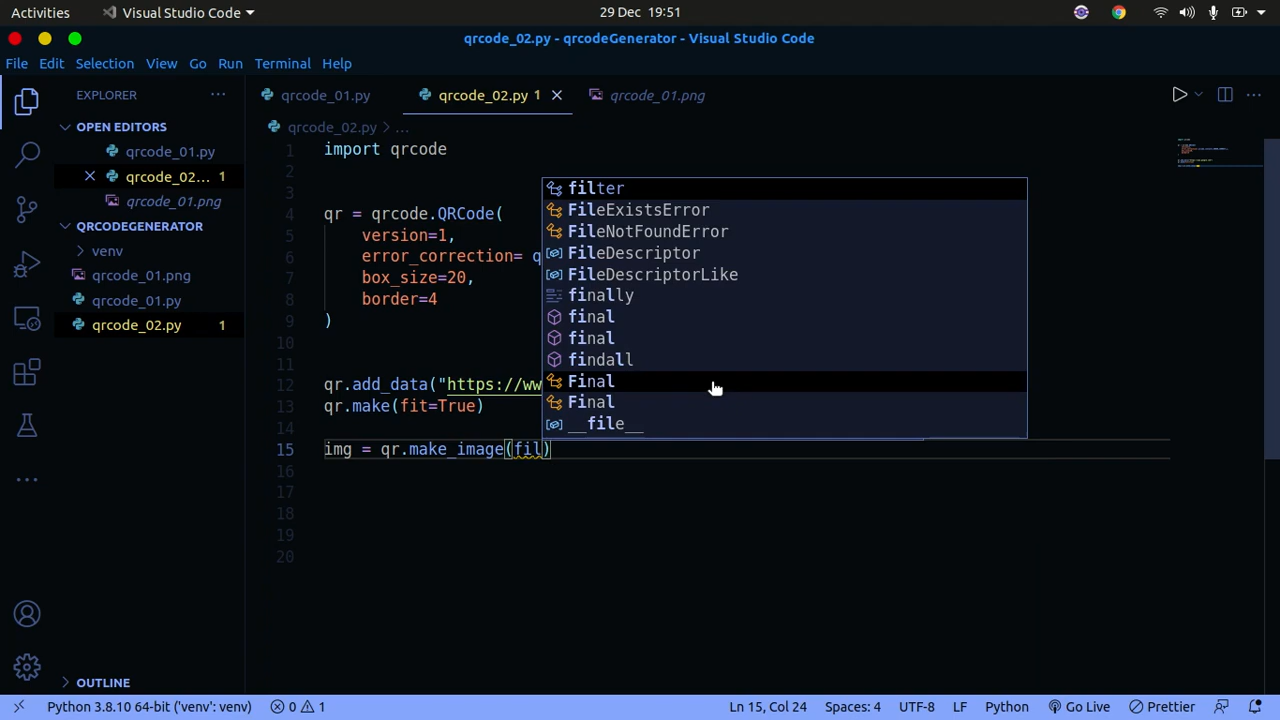 Activities Visual Studio Code 29 Dec 19:51
qrcode_02.py - qrcodeGenerator - Visual Studio Code
File Edit Selection View Go Run Terminal Help
EXPLORER
OPEN EDITORS
qrcode_01.py
qrcode_02... 1
qrcode_01.png
QRCODEGENERATOR
venv
qrcode_01.png
qrcode_01.py
qrcode_02.py 1
OUTLINE
qrcode_01.py qrcode_02.py 1 qrcode_01.png
qrcode_02.py > ...
1 import qrcode
2
3
4 qr = qrcode.QRCode(
5 version=1,
6 error_correction= q
7 box_size=20,
8 border=4
9 )
10
11
12 qr.add_data("https://ww
13 qr.make(fit=True)
14
15 img = qr.make_image(fil)
16
17
18
19
20
filter
FileExistsError
FileNotFoundError
FileDescriptor
FileDescriptorLike
finally
final
final
findall
Final
Final
__file__
Python 3.8.10 64-bit ('venv': venv) 0 1 Ln 15, Col 24 Spaces: 4 UTF-8 LF Python Go Live Prettier